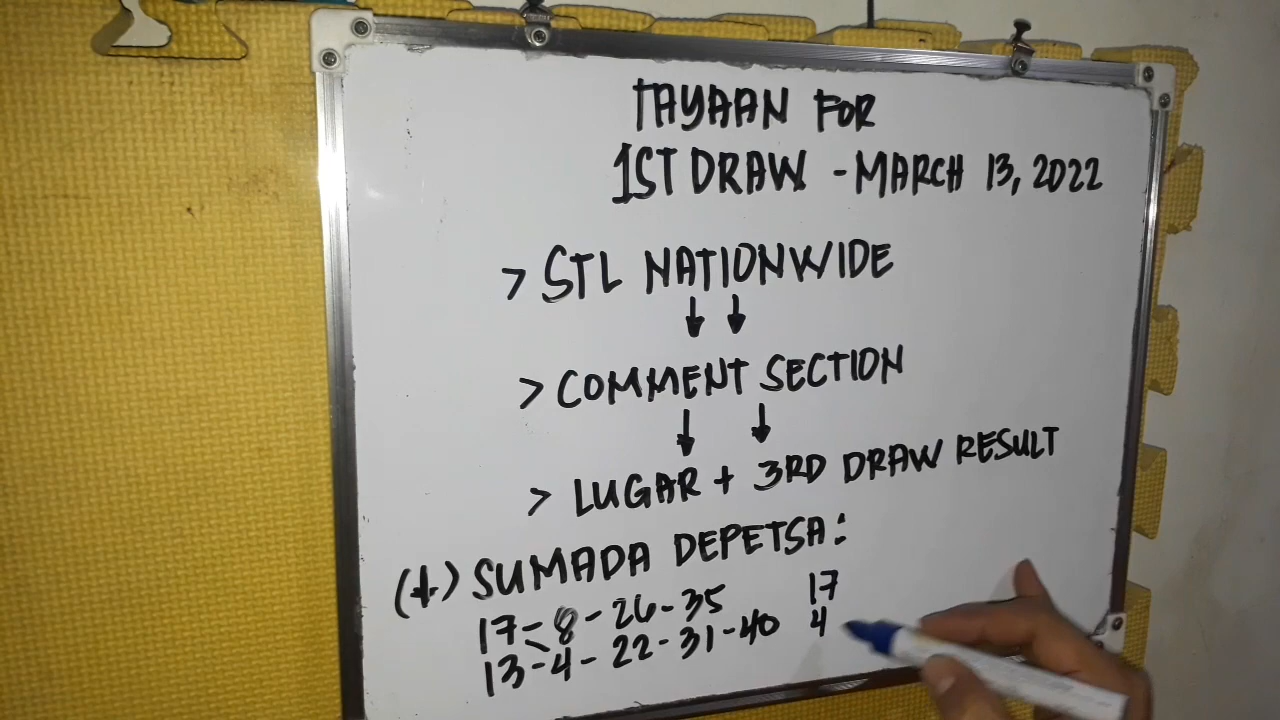 TAYAAN FOR
1ST DRAW - MARCH 13, 2022
> STL NATIONWIDE
↓ ↓
> COMMENT SECTION
↓ ↓
> LUGAR + 3RD DRAW RESULT
(+) SUMADA DEPETSA:
17 - 8 - 26 - 35 17
13 - 4 - 22 - 31 - 40 4